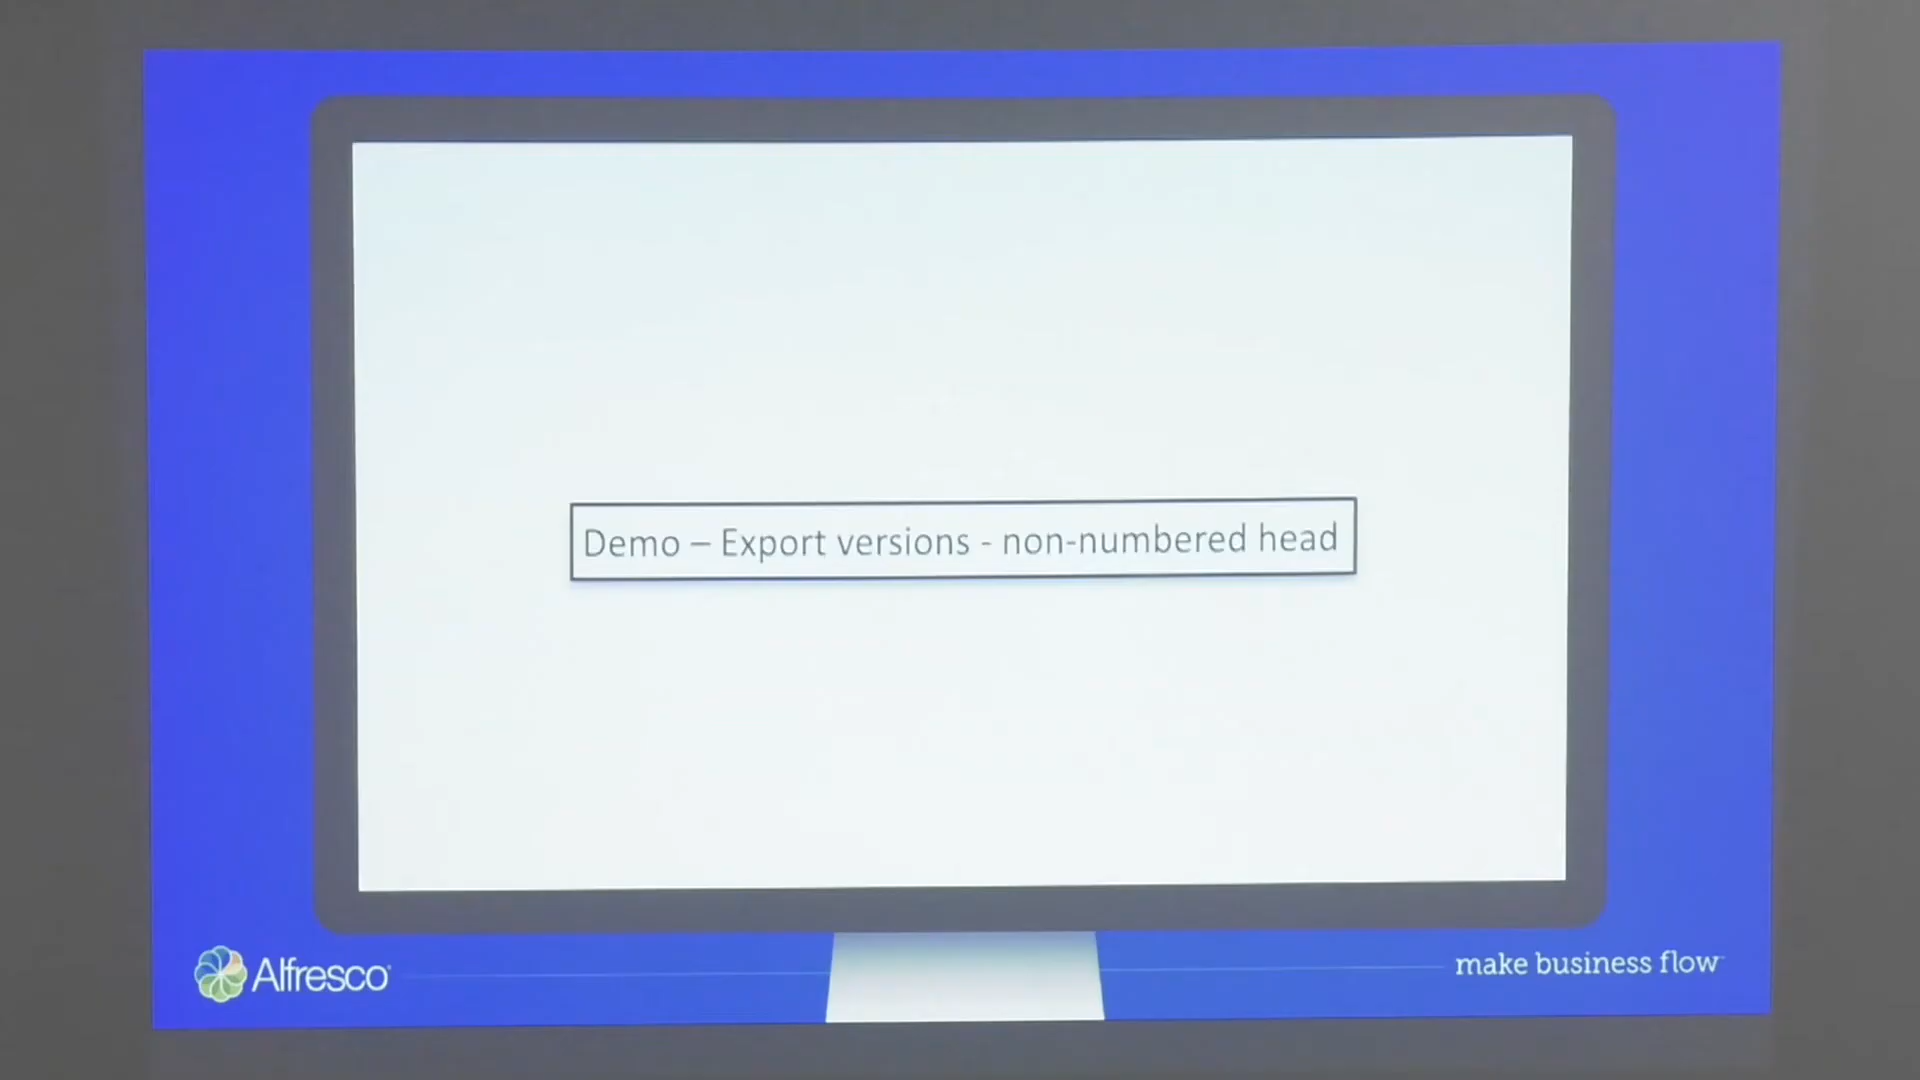 Demo – Export versions - non-numbered head
Alfresco
make business flow